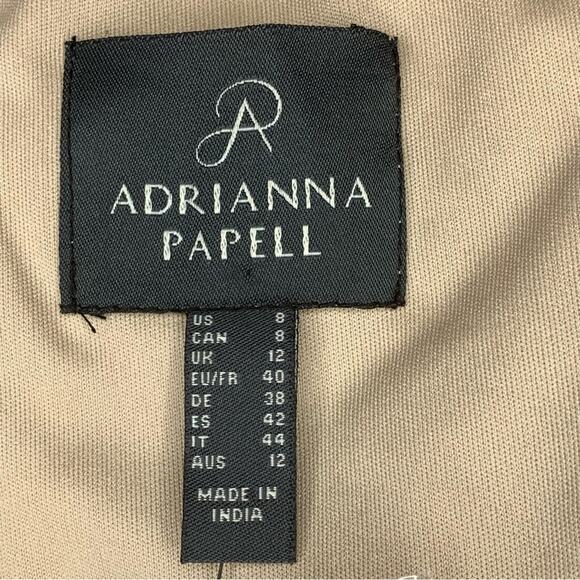 ADRIANNA
PAPELL
US 8
CAN 8
UK 12
EU/FR 40
DE 38
ES 42
IT 44
AUS 12
MADE IN
INDIA